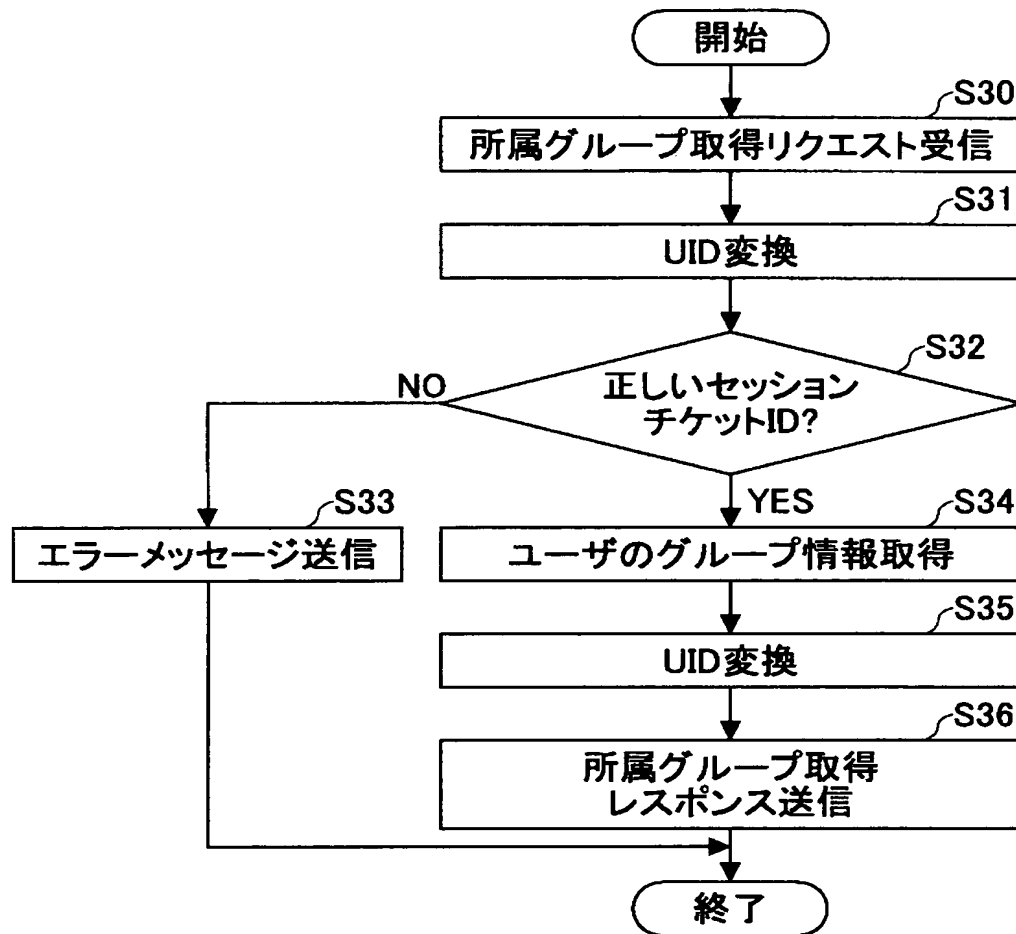 開始
S30
所属グループ取得リクエスト受信
S31
UID変換
S32
正しいセッション
チケットID?
NO
YES
S33
エラーメッセージ送信
S34
ユーザのグループ情報取得
S35
UID変換
S36
所属グループ取得
レスポンス送信
終了